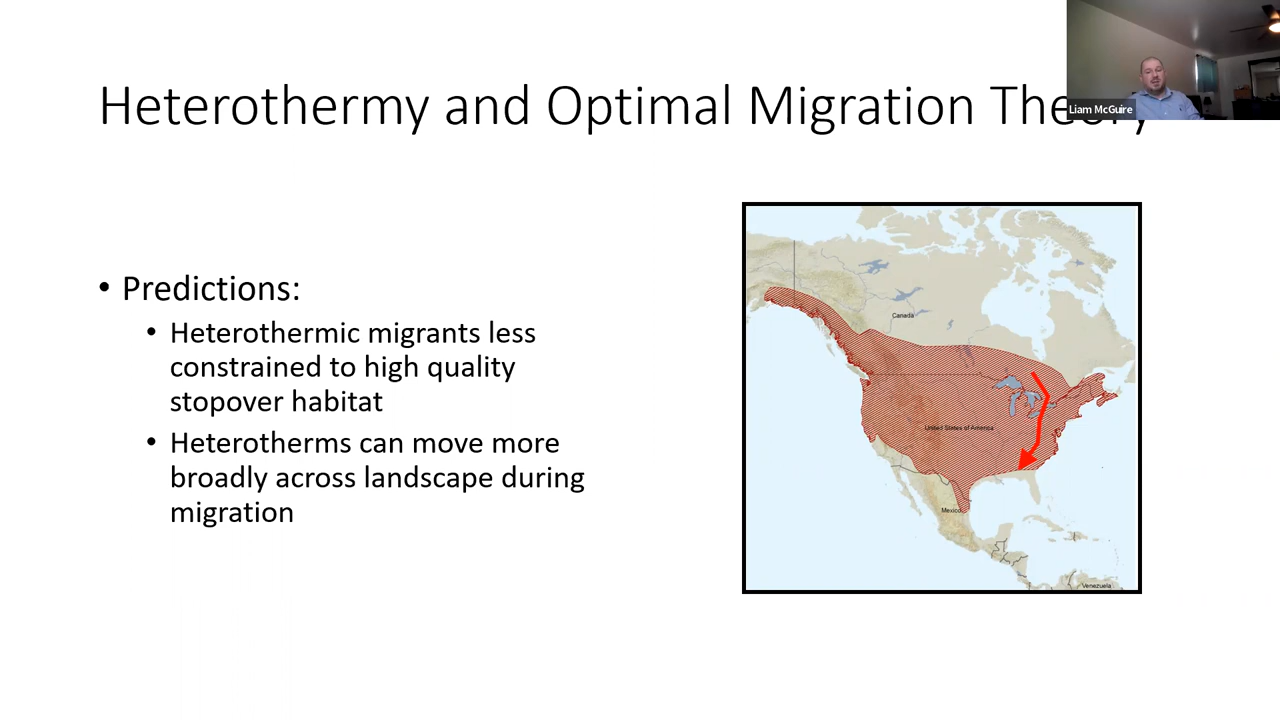 Heterothermy and Optimal Migration Theory
Liam McGuire
• Predictions:
• Heterothermic migrants less
constrained to high quality
stopover habitat
• Heterotherms can move more
broadly across landscape during
migration
Canada
United States of America
Mexico
Venezuela